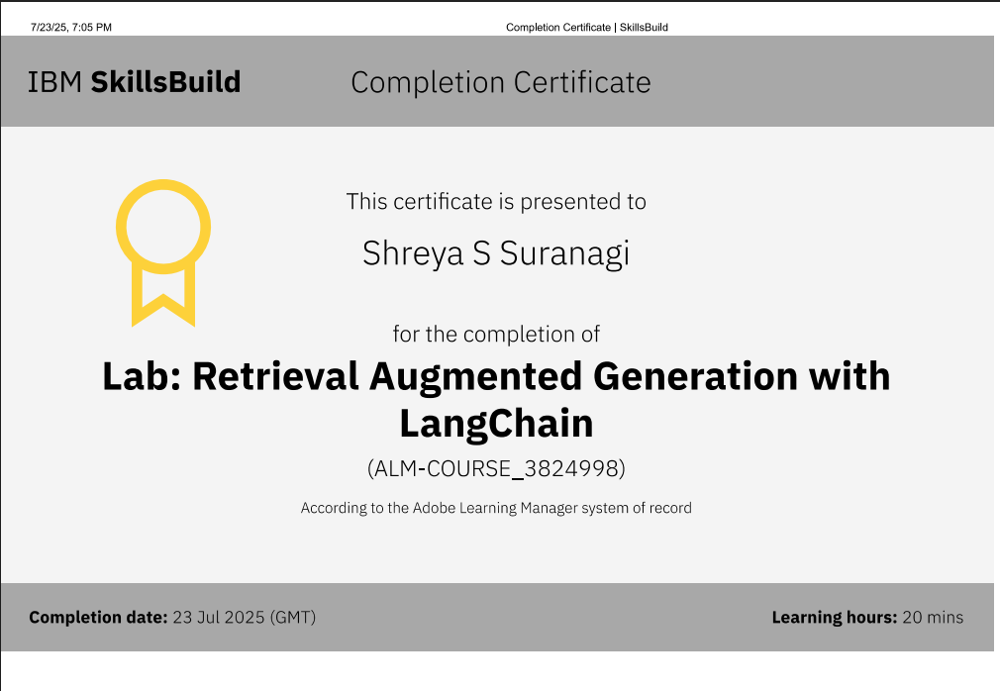 7/23/25, 7:05 PM
Completion Certificate | SkillsBuild
IBM SkillsBuild
Completion Certificate
This certificate is presented to
Shreya S Suranagi
for the completion of
Lab: Retrieval Augmented Generation with
LangChain
(ALM-COURSE_3824998)
According to the Adobe Learning Manager system of record
Completion date: 23 Jul 2025 (GMT)
Learning hours: 20 mins